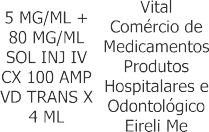 5 MG/ML +
80 MG/ML
SOL INJ IV
CX 100 AMP
VD TRANS X
4 ML
Vital
Comércio de
Medicamentos
Produtos
Hospitalares e
Odontológico
Eireli Me